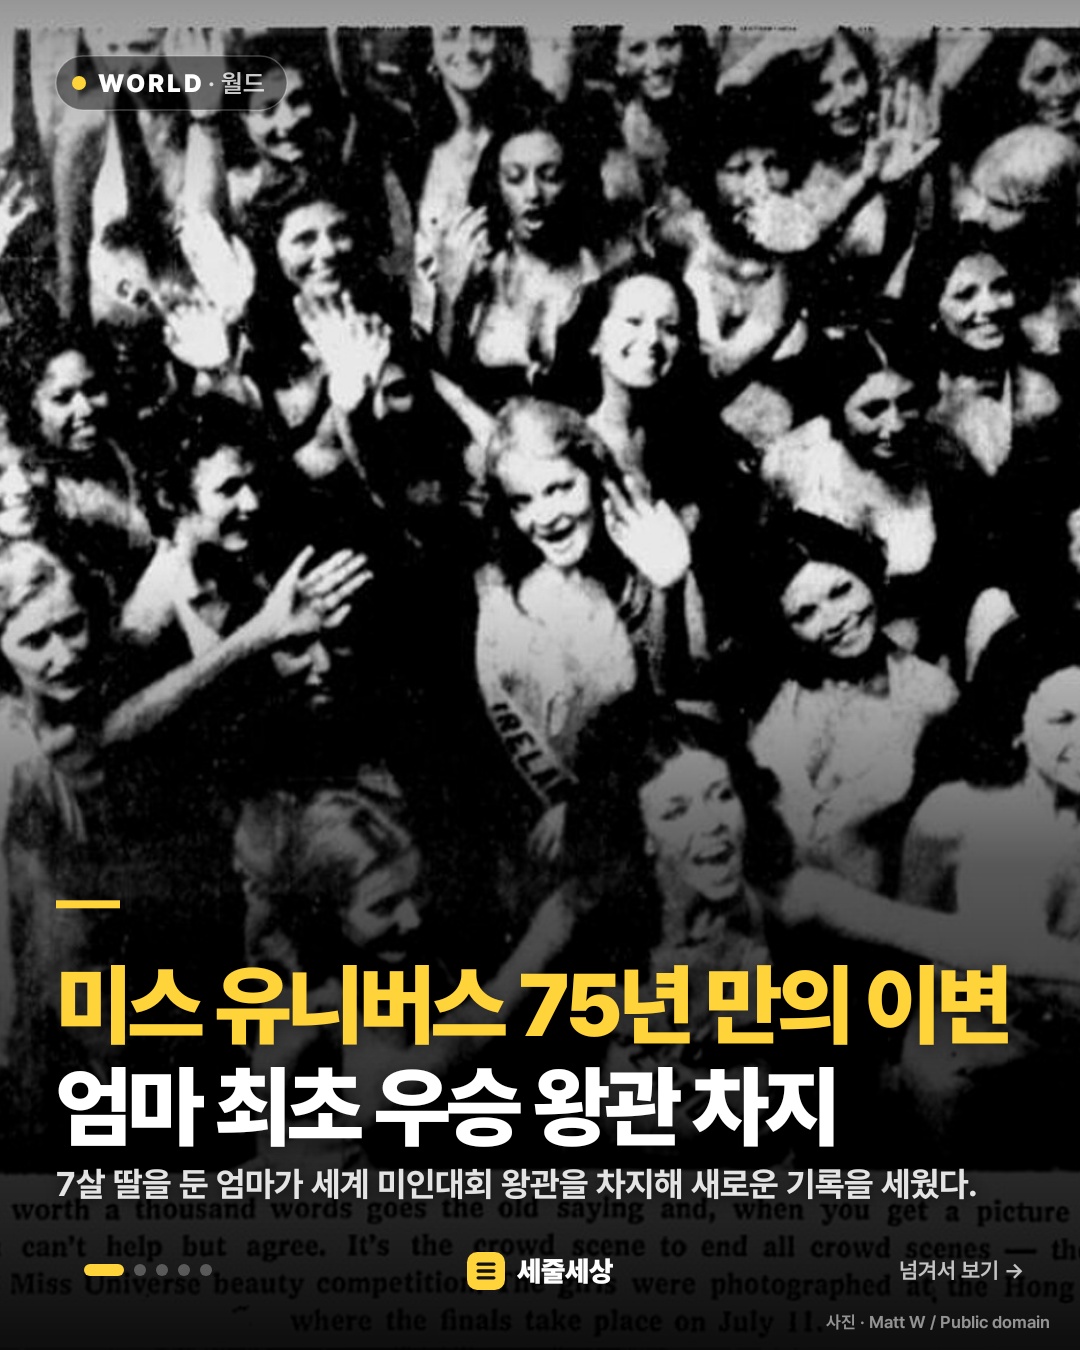 WORLD · 월드
IRELA
미스 유니버스 75년 만의 이변
엄마 최초 우승 왕관 차지
7살 딸을 둔 엄마가 세계 미인대회 왕관을 차지해 새로운 기록을 세웠다.
worth a thousand words goes the old saying and, when you get a picture
can't help but agree. It's the crowd scene to end all crowd scenes — th
Miss Universe beauty competition. The girls were photographed at the Hong
세줄세상
넘겨서 보기 →
where the finals take place on July 11.
사진 · Matt W / Public domain